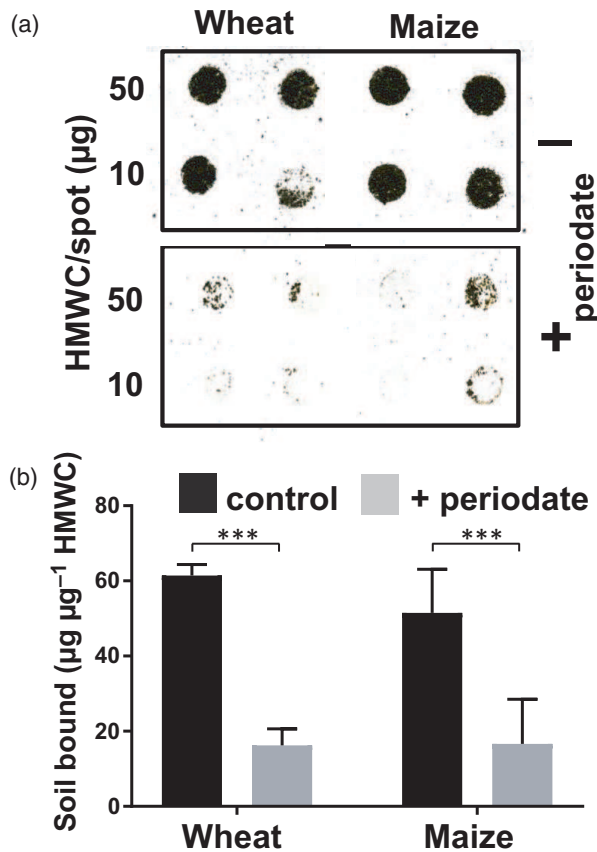 (a)
Wheat Maize
50
10
HMWC/spot (µg)
50
10
−
+
periodate
(b)
control + periodate
Soil bound (µg µg⁻¹ HMWC)
80
60
40
20
0
*** ***
Wheat Maize